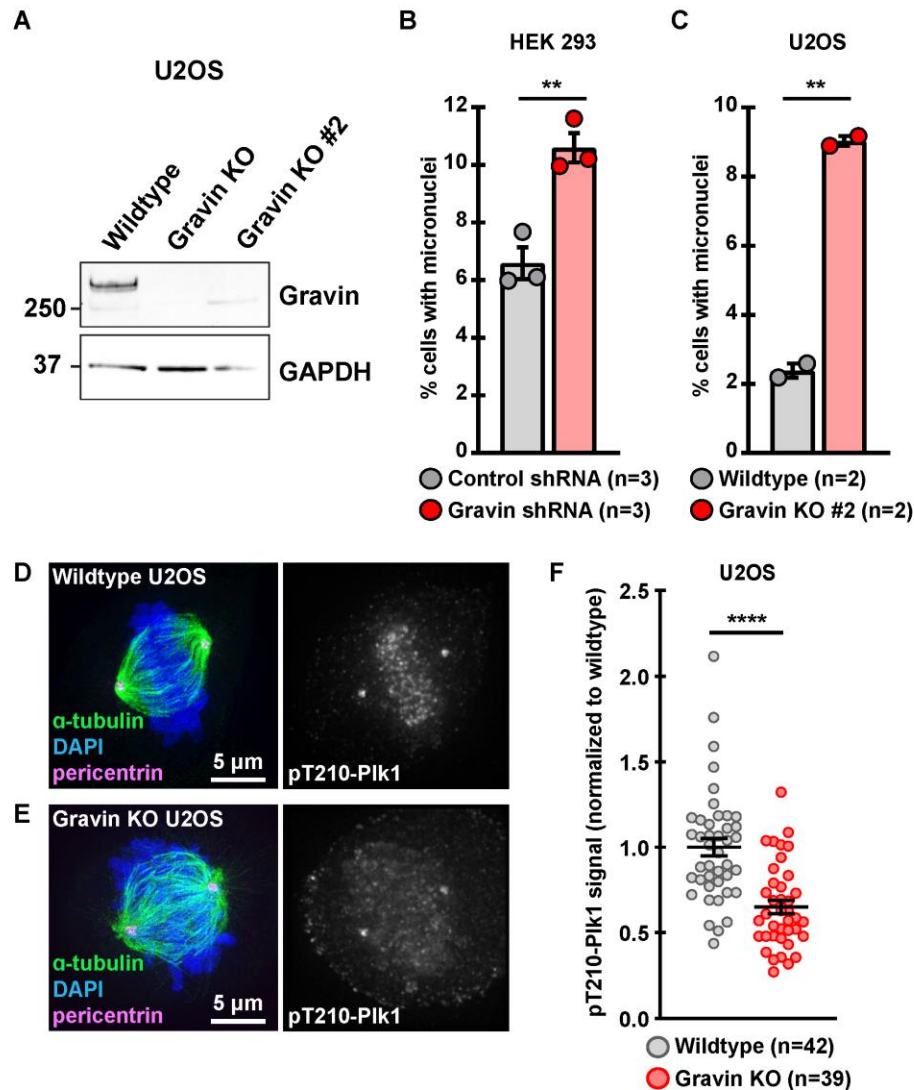 A
U2OS
Wildtype
Gravin KO
Gravin KO #2
250
Gravin
37
GAPDH
B
HEK 293
**
% cells with micronuclei
12
10
8
6
4
2
0
Control shRNA (n=3)
Gravin shRNA (n=3)
C
U2OS
**
% cells with micronuclei
10
8
6
4
2
0
Wildtype (n=2)
Gravin KO #2 (n=2)
D
Wildtype U2OS
α-tubulin
DAPI
pericentrin
5 µm
pT210-Plk1
E
Gravin KO U2OS
α-tubulin
DAPI
pericentrin
5 µm
pT210-Plk1
F
U2OS
****
pT210-Plk1 signal (normalized to wildtype)
2.5
2.0
1.5
1.0
0.5
0.0
Wildtype (n=42)
Gravin KO (n=39)